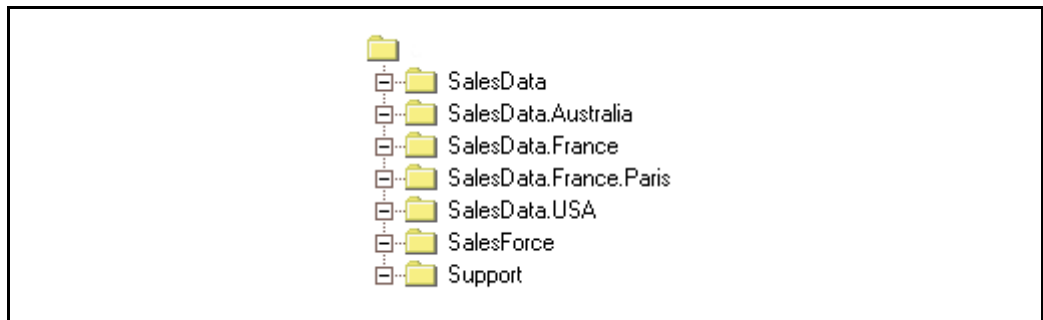 SalesData
SalesData.Australia
SalesData.France
SalesData.France.Paris
SalesData.USA
SalesForce
Support